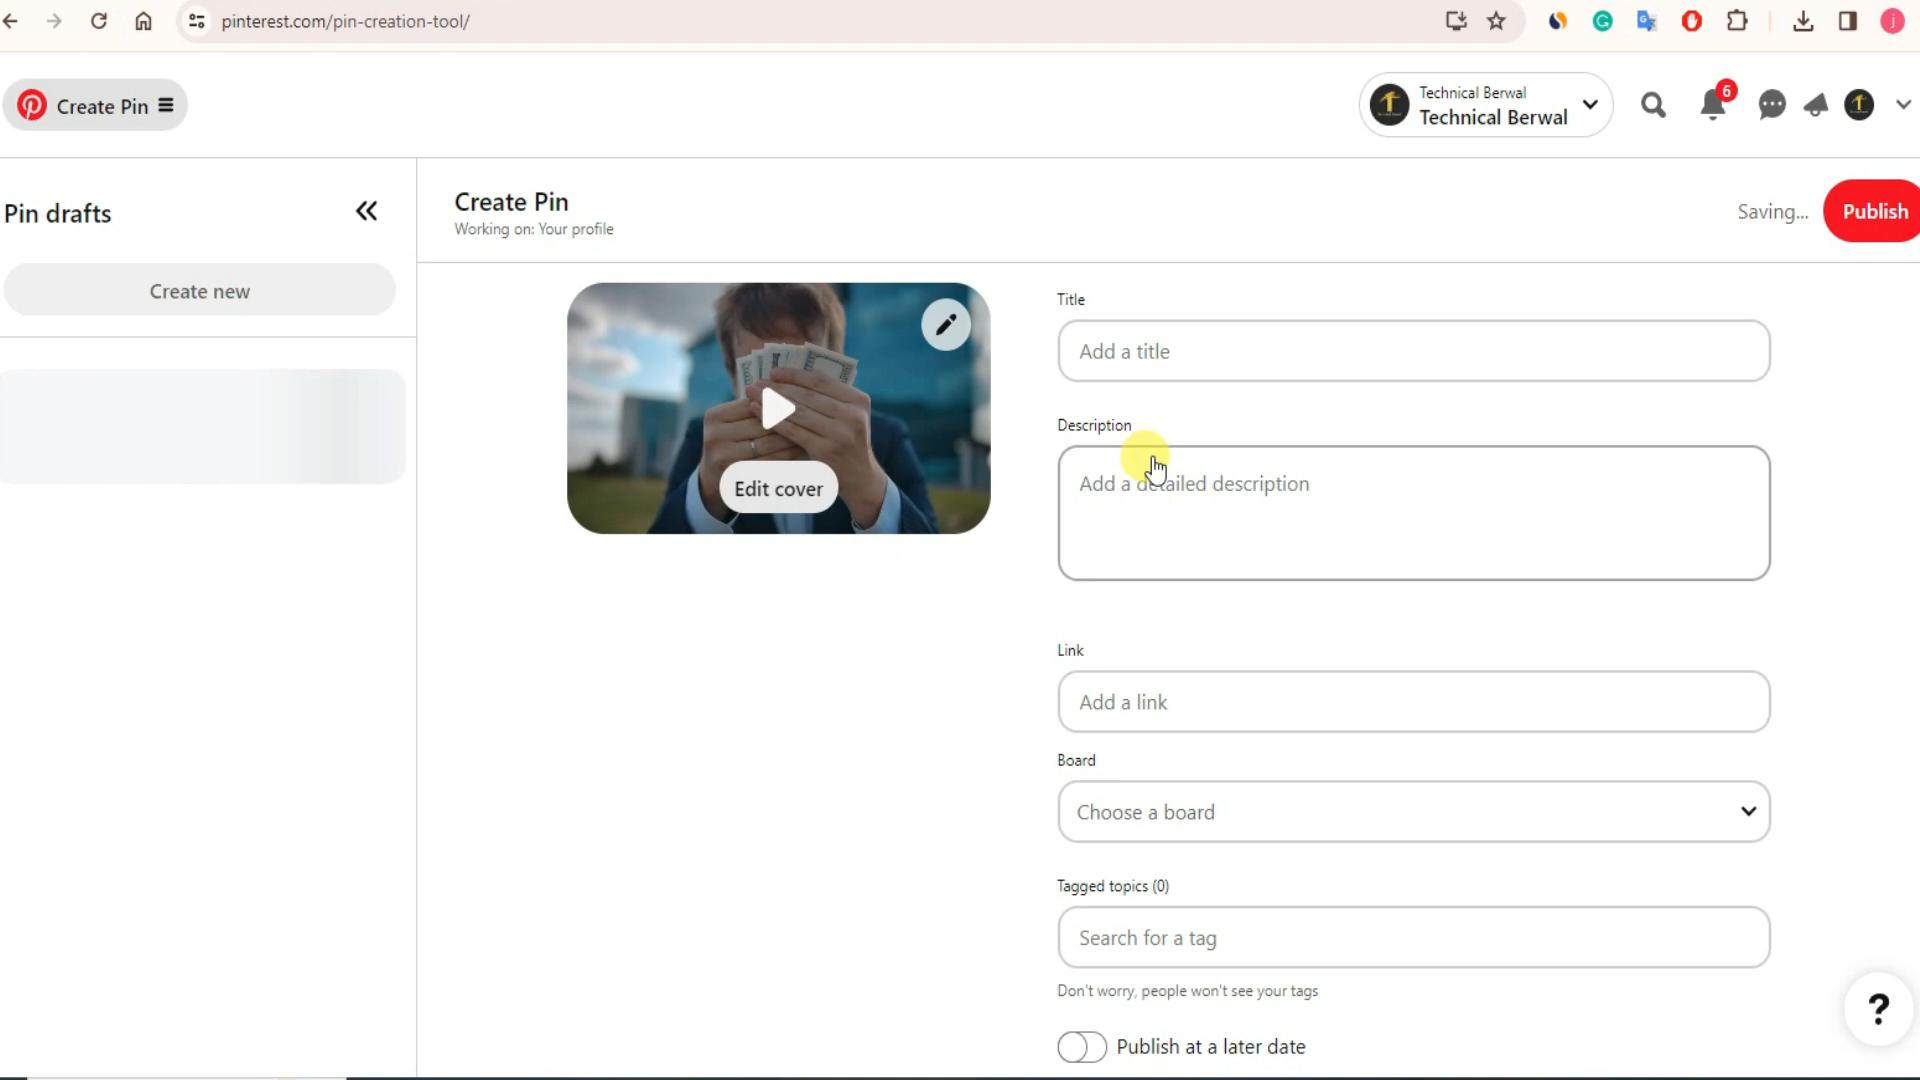 pinterest.com/pin-creation-tool/
j
Create Pin
Technical Berwal
Technical Berwal
6
Pin drafts
Create Pin
Working on: Your profile
Saving...
Publish
Create new
Edit cover
Title
Add a title
Description
Add a detailed description
Link
Add a link
Board
Choose a board
Tagged topics (0)
Search for a tag
Don't worry, people won't see your tags
Publish at a later date
?